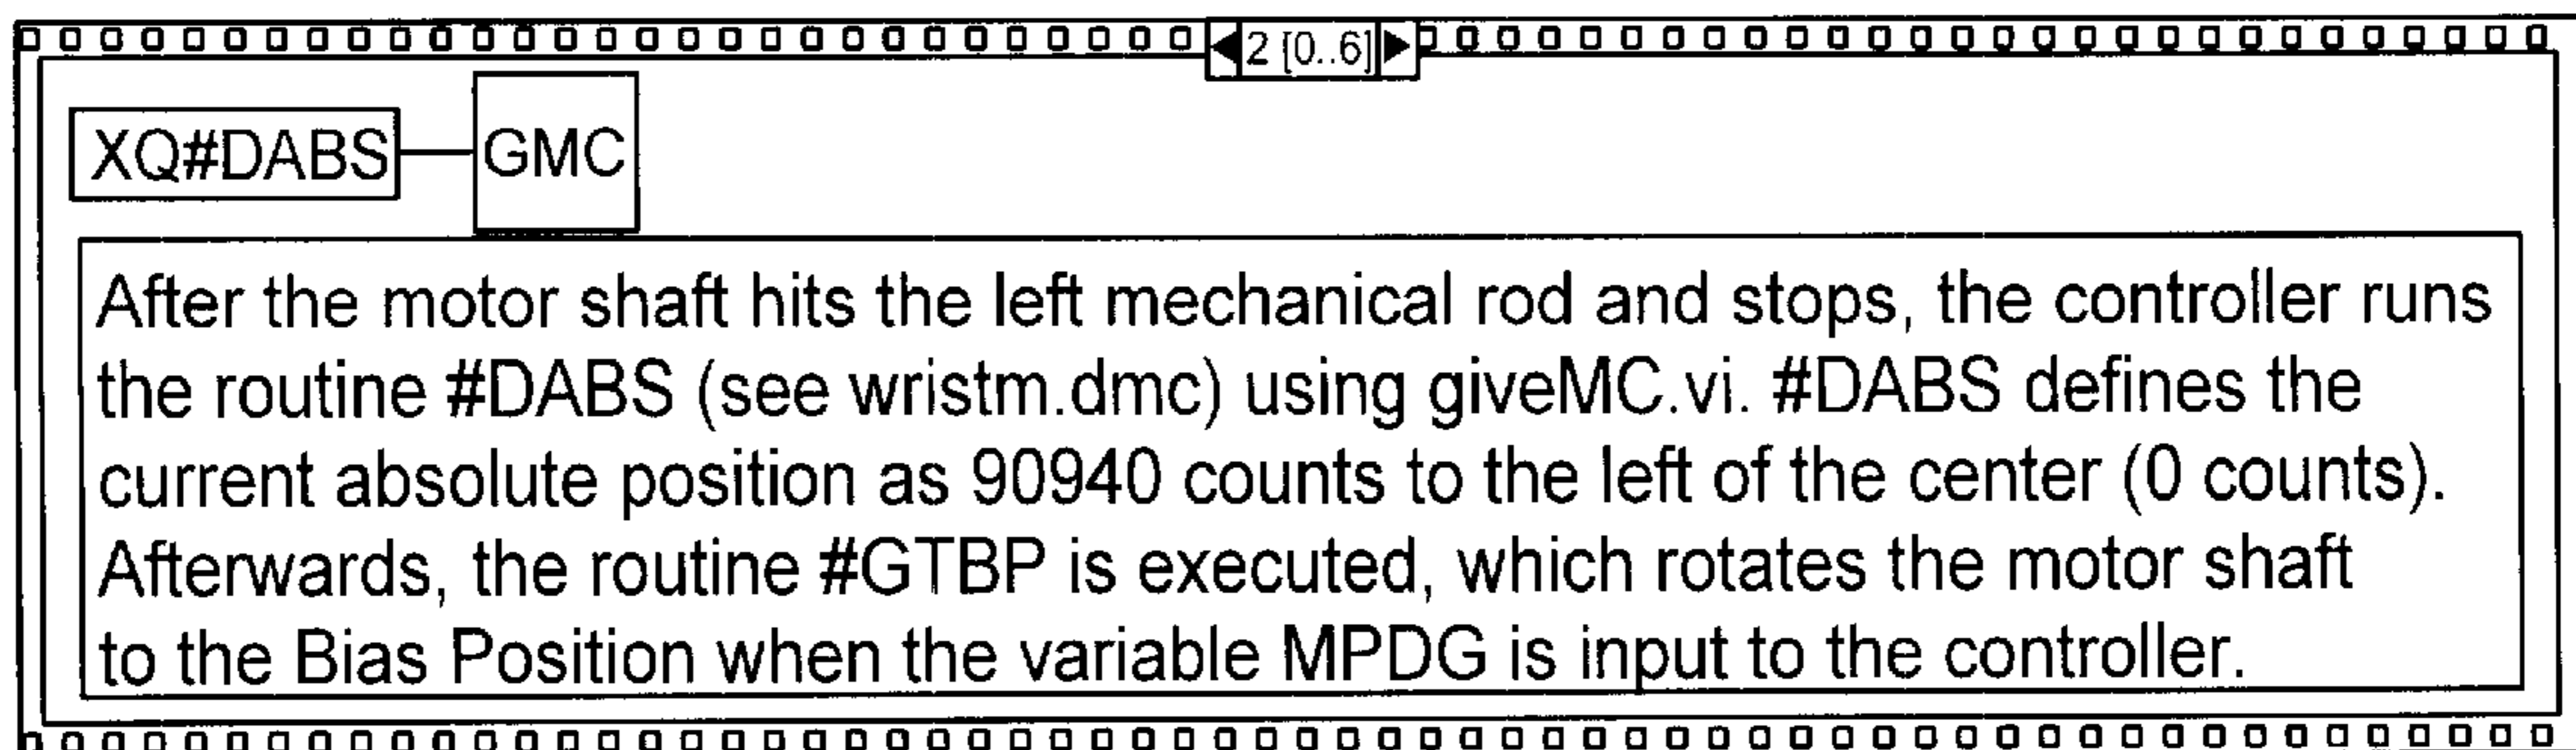 2 [0..6]
XQ#DABS GMC
After the motor shaft hits the left mechanical rod and stops, the controller runs
the routine #DABS (see wristm.dmc) using giveMC.vi. #DABS defines the
current absolute position as 90940 counts to the left of the center (0 counts).
Afterwards, the routine #GTBP is executed, which rotates the motor shaft
to the Bias Position when the variable MPDG is input to the controller.